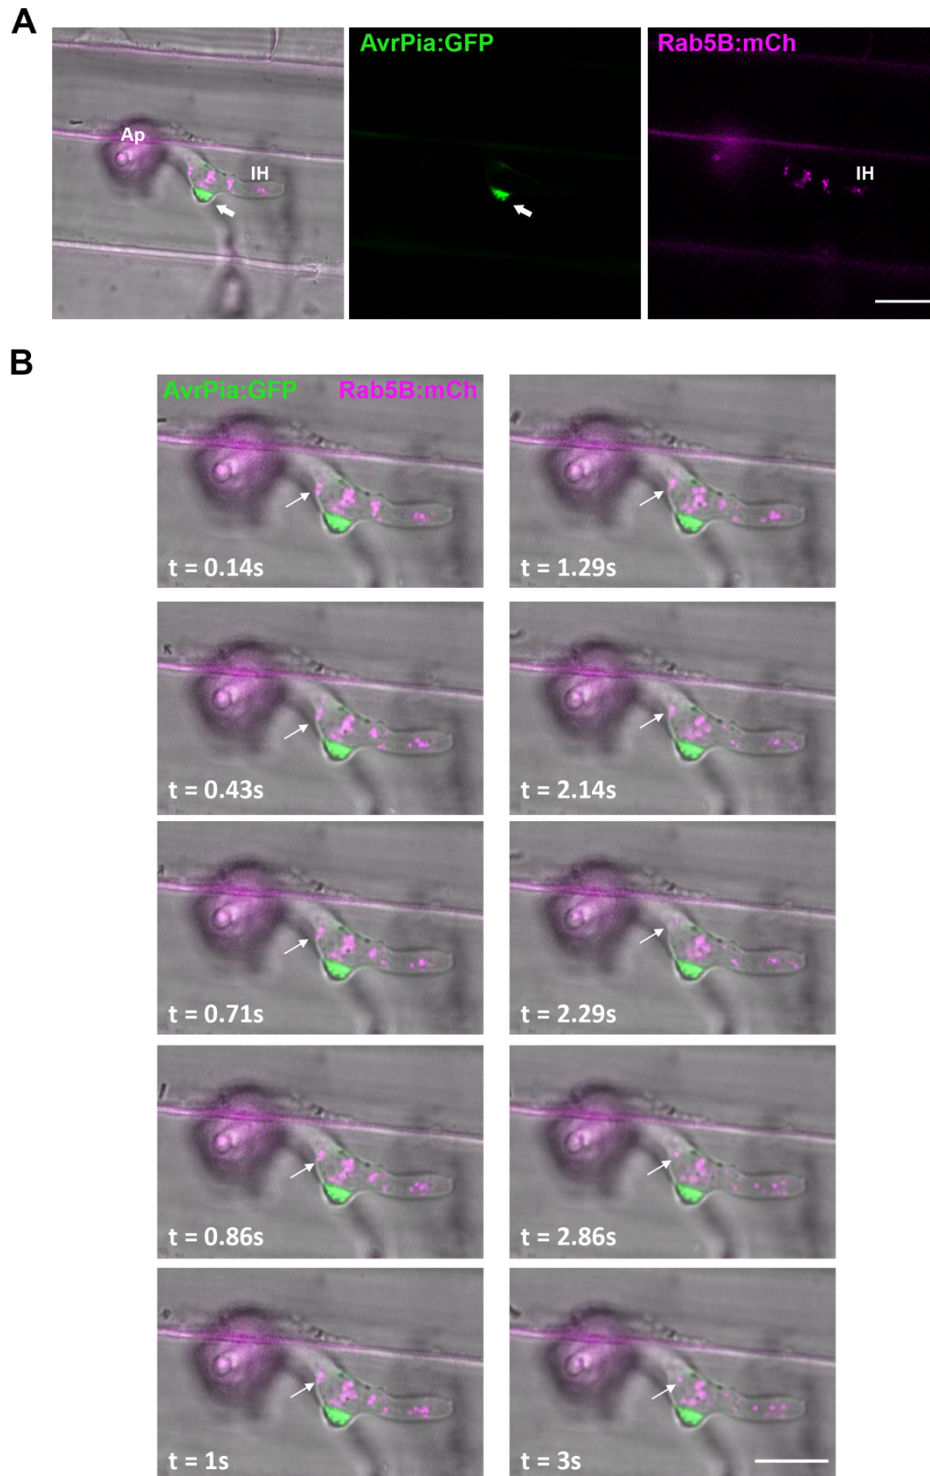 A
AvrPia:GFP
Rab5B:mCh
Ap
IH
IH
B
AvrPia:GFP Rab5B:mCh
t = 0.14s
t = 1.29s
t = 0.43s
t = 2.14s
t = 0.71s
t = 2.29s
t = 0.86s
t = 2.86s
t = 1s
t = 3s